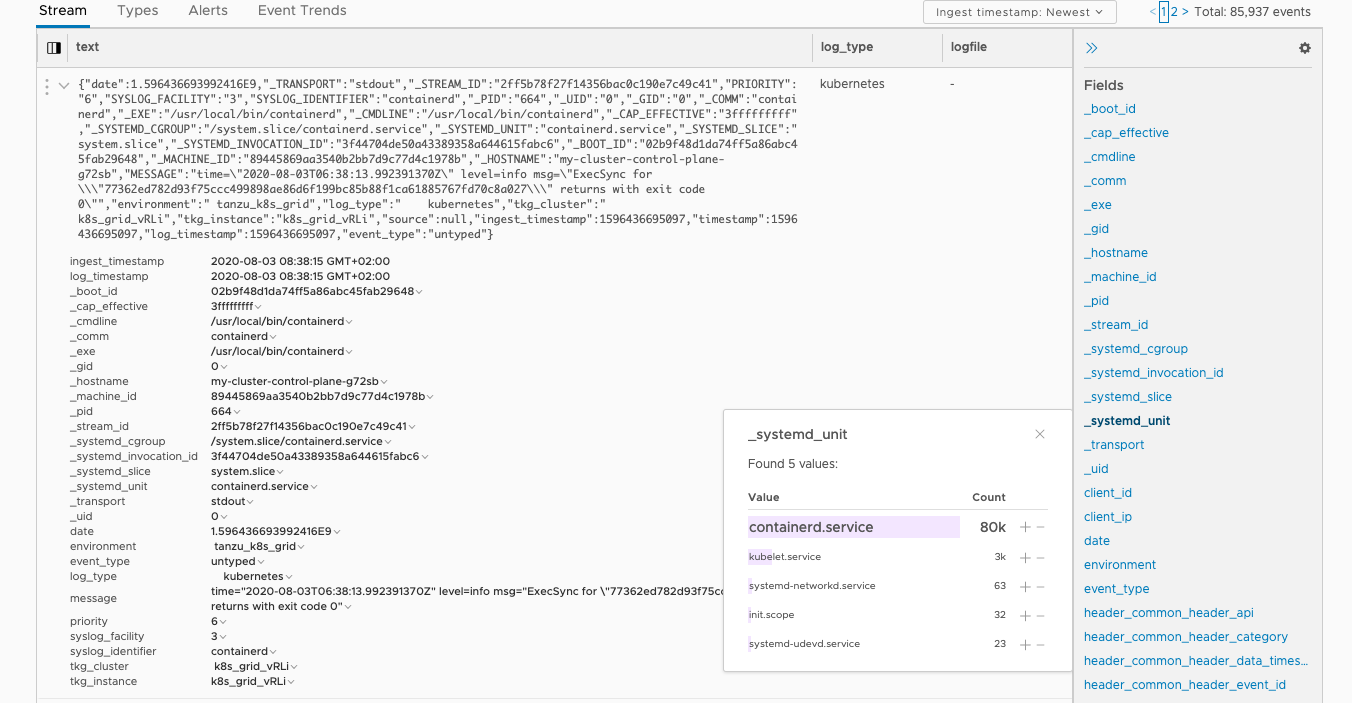 Stream Types Alerts Event Trends Ingest timestamp: Newest < 1 2 > Total: 85,937 events
text log_type logfile
{"date":1.596436693992416E9,"_TRANSPORT":"stdout","_STREAM_ID":"2ff5b78f27f14356bac0c190e7c49c41","PRIORITY": kubernetes -
"6","SYSLOG_FACILITY":"3","SYSLOG_IDENTIFIER":"containerd","_PID":"664","_UID":"0","_GID":"0","_COMM":"contai
nerd","_EXE":"/usr/local/bin/containerd","_CMDLINE":"/usr/local/bin/containerd","_CAP_EFFECTIVE":"3fffffffff"
,"_SYSTEMD_CGROUP":"/system.slice/containerd.service","_SYSTEMD_UNIT":"containerd.service","_SYSTEMD_SLICE":"
system.slice","_SYSTEMD_INVOCATION_ID":"3f44704de50a43389358a644615fabc6","_BOOT_ID":"02b9f48d1da74ff5a86abc4
5fab29648","_MACHINE_ID":"89445869aa3540b2bb7d9c77d4c1978b","_HOSTNAME":"my-cluster-control-plane-
g72sb","MESSAGE":"time=\"2020-08-03T06:38:13.992391370Z\" level=info msg=\"ExecSync for
\\\"77362ed782d93f75ccc499898ae86d6f199bc85b88f1ca61885767fd70c8a027\\\" returns with exit code
0\"","environment":" tanzu_k8s_grid","log_type":" kubernetes","tkg_cluster":"
k8s_grid_vRLi","tkg_instance":"k8s_grid_vRLi","source":null,"ingest_timestamp":1596436695097,"timestamp":1596
436695097,"log_timestamp":1596436695097,"event_type":"untyped"}
ingest_timestamp 2020-08-03 08:38:15 GMT+02:00
log_timestamp 2020-08-03 08:38:15 GMT+02:00
_boot_id 02b9f48d1da74ff5a86abc45fab29648
_cap_effective 3fffffffff
_cmdline /usr/local/bin/containerd
_comm containerd
_exe /usr/local/bin/containerd
_gid 0
_hostname my-cluster-control-plane-g72sb
_machine_id 89445869aa3540b2bb7d9c77d4c1978b
_pid 664
_stream_id 2ff5b78f27f14356bac0c190e7c49c41
_systemd_cgroup /system.slice/containerd.service
_systemd_invocation_id 3f44704de50a43389358a644615fabc6
_systemd_slice system.slice
_systemd_unit containerd.service
_transport stdout
_uid 0
date 1.596436693992416E9
environment tanzu_k8s_grid
event_type untyped
log_type kubernetes
message time="2020-08-03T06:38:13.992391370Z" level=info msg="ExecSync for \"77362ed782d93f75cc
returns with exit code 0"
priority 6
syslog_facility 3
syslog_identifier containerd
tkg_cluster k8s_grid_vRLi
tkg_instance k8s_grid_vRLi
_systemd_unit ×
Found 5 values:
Value Count
containerd.service 80k + −
kubelet.service 3k + −
systemd-networkd.service 63 + −
init.scope 32 + −
systemd-udevd.service 23 + −
Fields
_boot_id
_cap_effective
_cmdline
_comm
_exe
_gid
_hostname
_machine_id
_pid
_stream_id
_systemd_cgroup
_systemd_invocation_id
_systemd_slice
_systemd_unit
_transport
_uid
client_id
client_ip
date
environment
event_type
header_common_header_api
header_common_header_category
header_common_header_data_times...
header_common_header_event_id